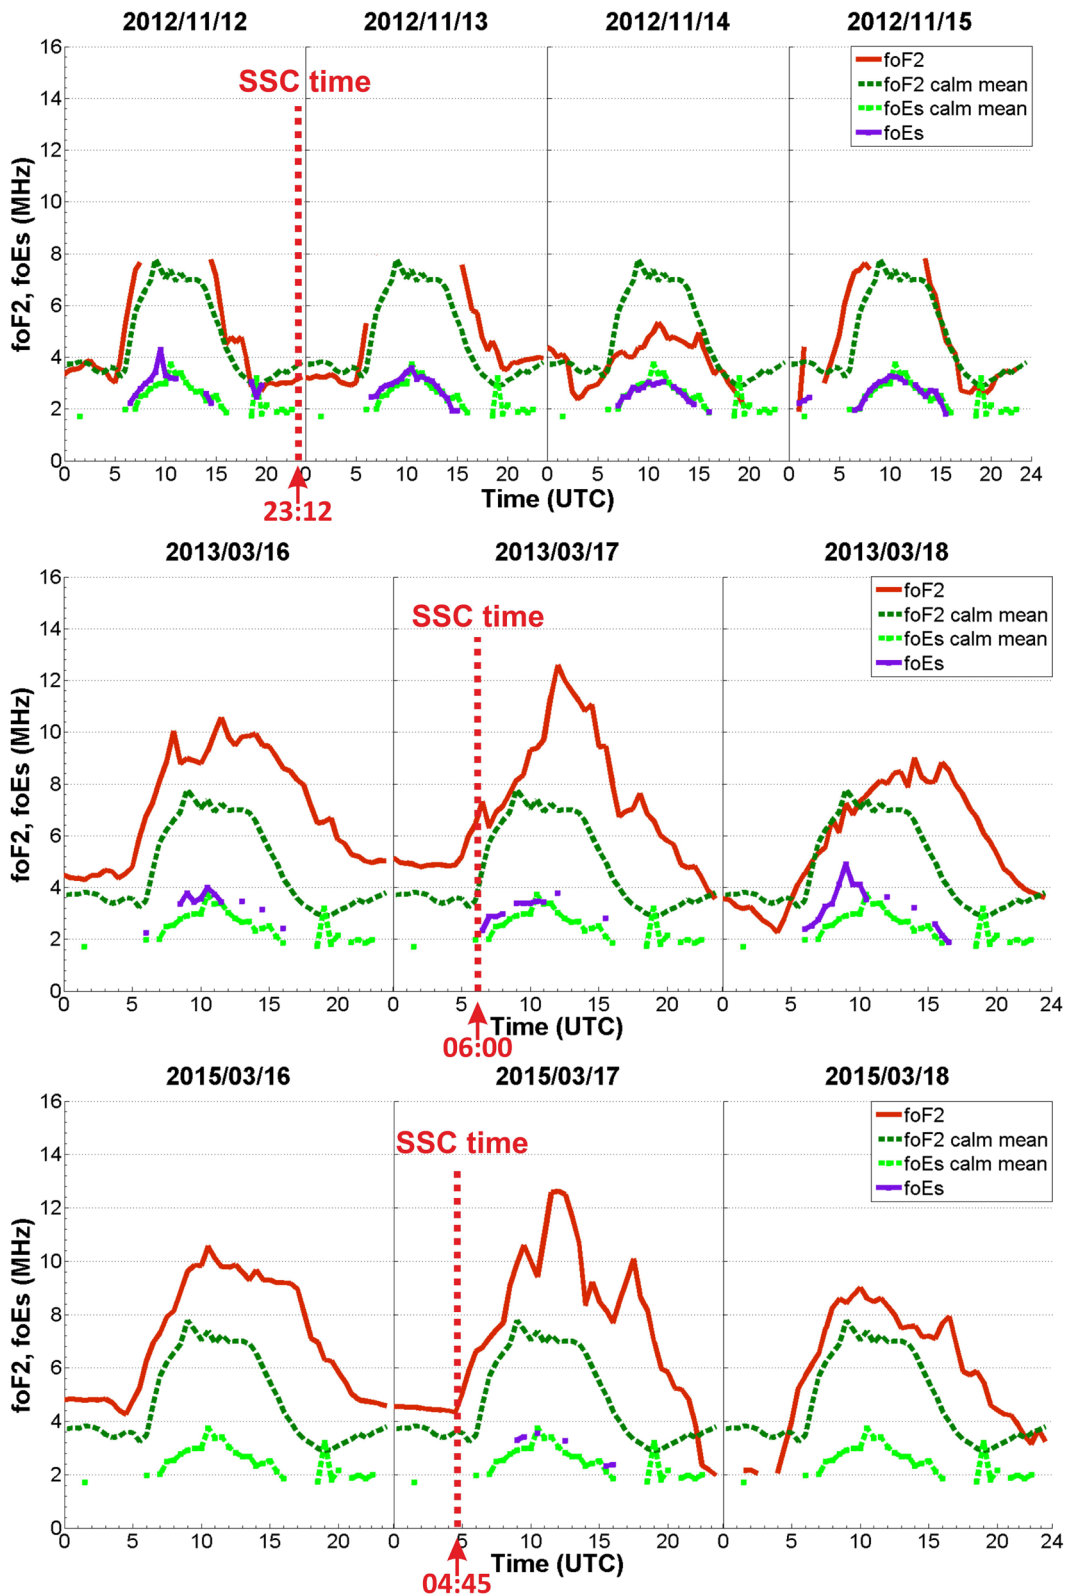 2012/11/12 2012/11/13 2012/11/14 2012/11/15
16
14
12
10
8
6
4
2
0
foF2, foEs (MHz)
SSC time
foF2
foF2 calm mean
foEs calm mean
foEs
0 5 10 15 20 0 5 10 15 20 0 5 10 15 20 0 5 10 15 20 24
Time (UTC)
23:12
2013/03/16 2013/03/17 2013/03/18
16
14
12
10
8
6
4
2
0
foF2, foEs (MHz)
SSC time
foF2
foF2 calm mean
foEs calm mean
foEs
0 5 10 15 20 0 5 10 15 20 0 5 10 15 20 24
Time (UTC)
06:00
2015/03/16 2015/03/17 2015/03/18
16
14
12
10
8
6
4
2
0
foF2, foEs (MHz)
SSC time
foF2
foF2 calm mean
foEs calm mean
foEs
0 5 10 15 20 0 5 10 15 20 0 5 10 15 20 24
Time (UTC)
04:45